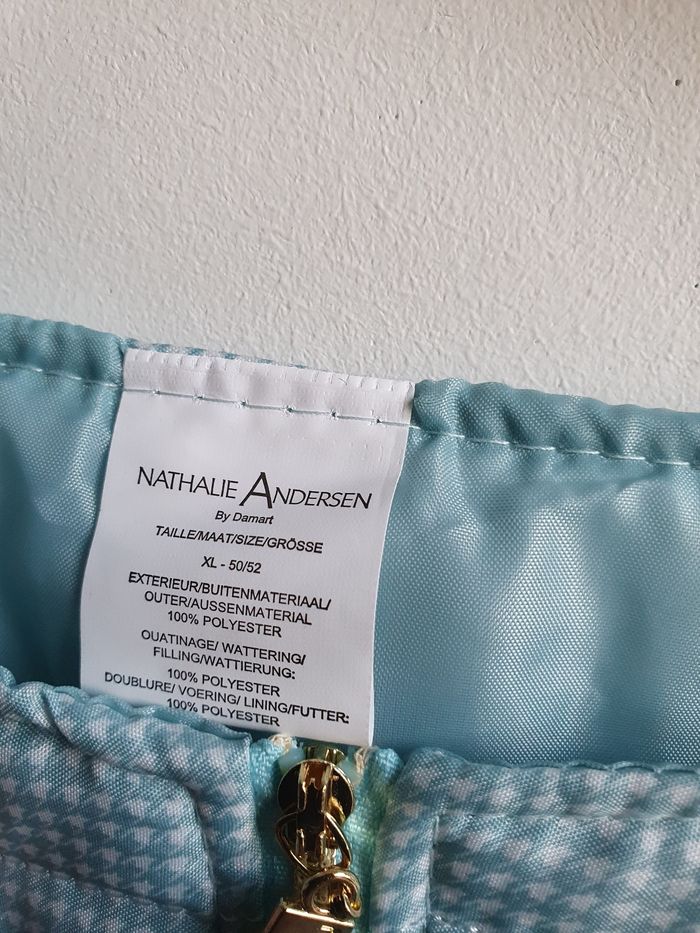 NATHALIE ANDERSEN
By Damart
TAILLE/MAAT/SIZE/GRÖSSE
XL - 50/52
EXTERIEUR/BUITENMATERIAAL/
OUTER/AUSSENMATERIAL
100% POLYESTER
OUATINAGE/ WATTERING/
FILLING/WATTIERUNG:
100% POLYESTER
DOUBLURE/ VOERING/ LINING/FUTTER:
100% POLYESTER